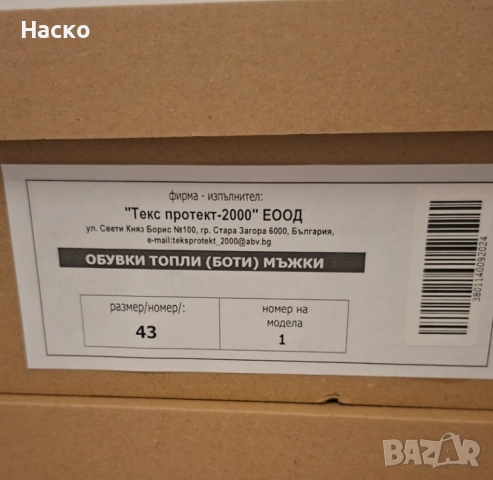 Наско
фирма - изпълнител:
"Текс протект-2000" ЕООД
ул. Свети Княз Борис №100, гр. Стара Загора 6000, България,
e-mail:teksprotekt_2000@abv.bg
ОБУВКИ ТОПЛИ (БОТИ) МЪЖКИ
размер/номер/:
43
номер на
модела
1
3801140092024
BAZAR
bg